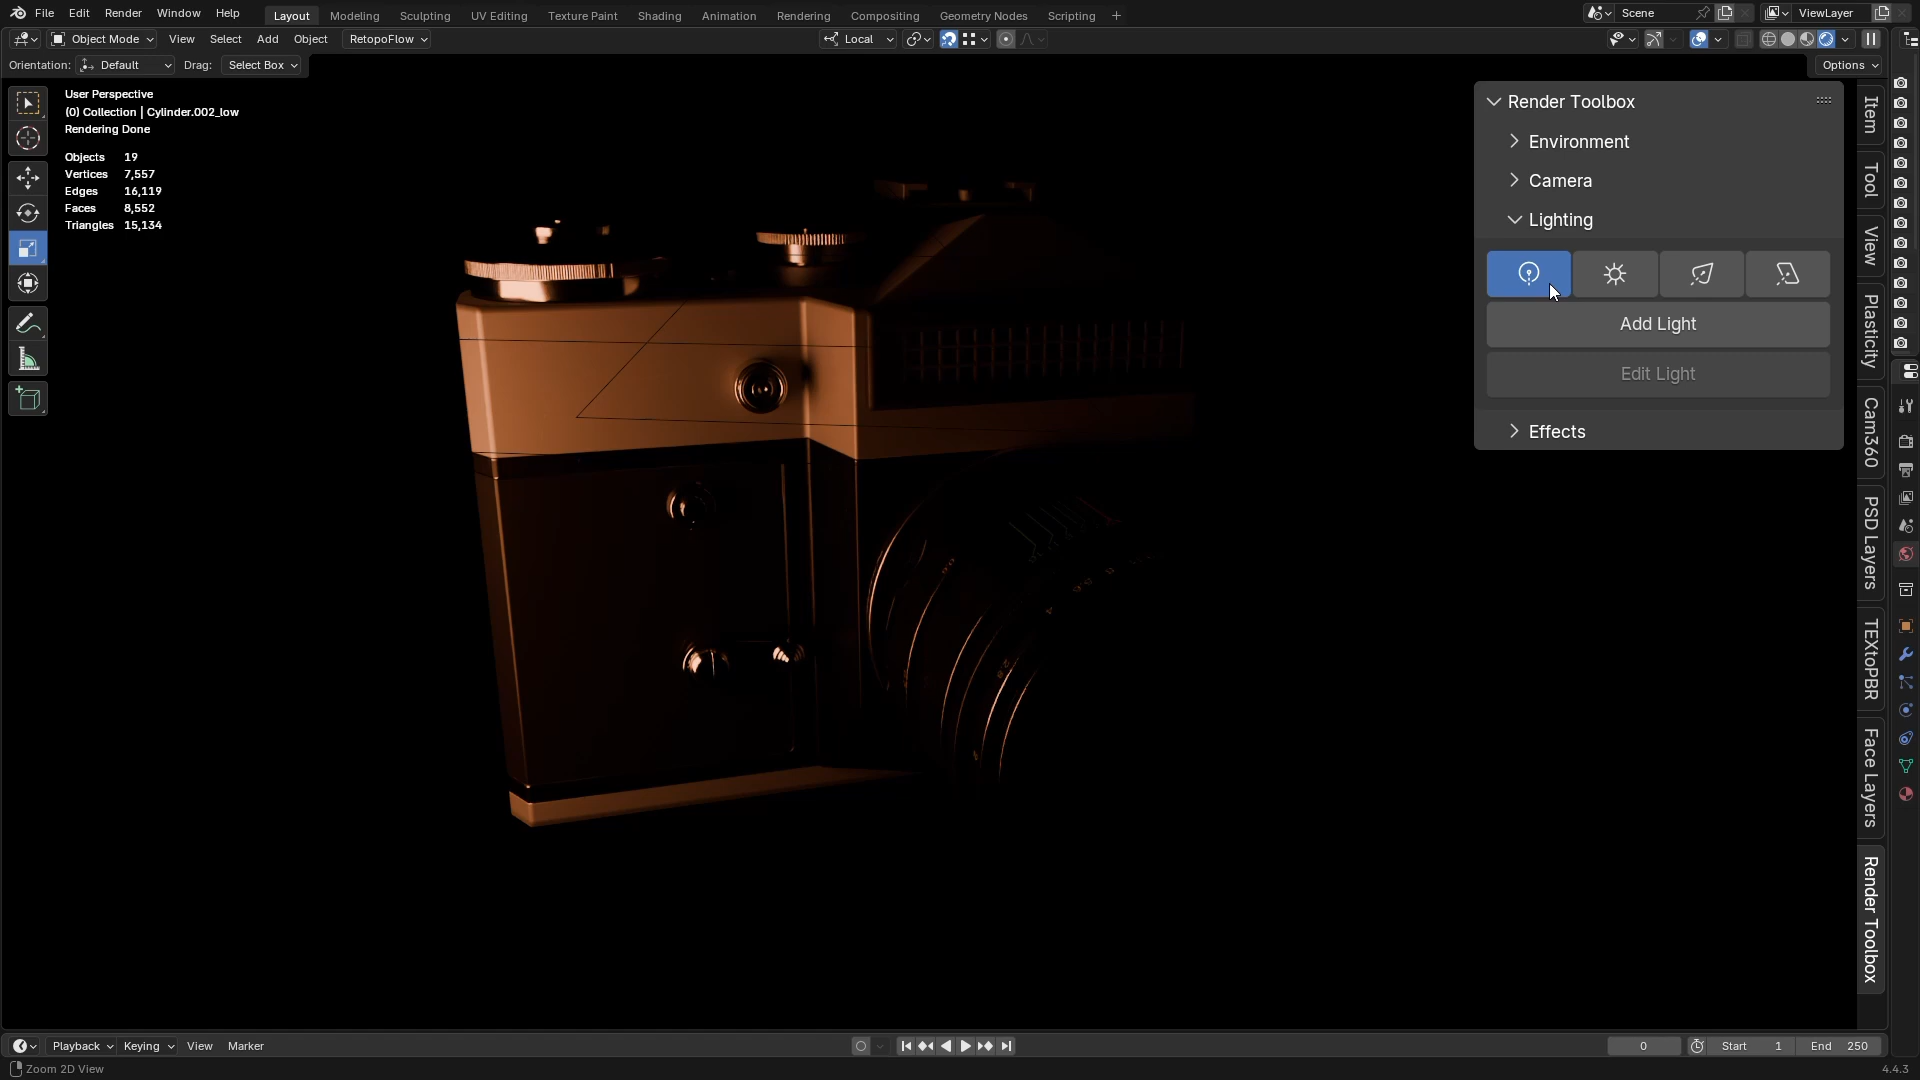 File Edit Render Window Help Layout Modeling Sculpting UV Editing Texture Paint Shading Animation Rendering Compositing Geometry Nodes Scripting + Scene ViewLayer
Object Mode View Select Add Object RetopoFlow Local
Orientation: Default Drag: Select Box Options
User Perspective
(0) Collection | Cylinder.002_low
Rendering Done
Objects 19
Vertices 7,557
Edges 16,119
Faces 8,552
Triangles 15,134
Render Toolbox
Environment
Camera
Lighting
Add Light
Edit Light
Effects
Item
Tool
View
Plasticity
Cam360
PSD Layers
TEXtoPBR
Face Layers
Render Toolbox
Playback Keying View Marker 0 Start 1 End 250
Zoom 2D View 4.4.3